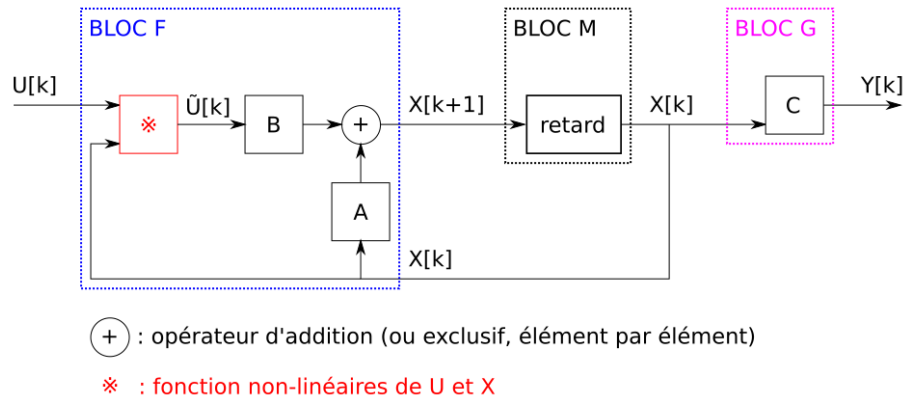 BLOC F
BLOC M
BLOC G
U[k]
※
Ũ[k]
B
+
X[k+1]
retard
X[k]
C
Y[k]
A
X[k]
+ : opérateur d'addition (ou exclusif, élément par élément)
※ : fonction non-linéaires de U et X